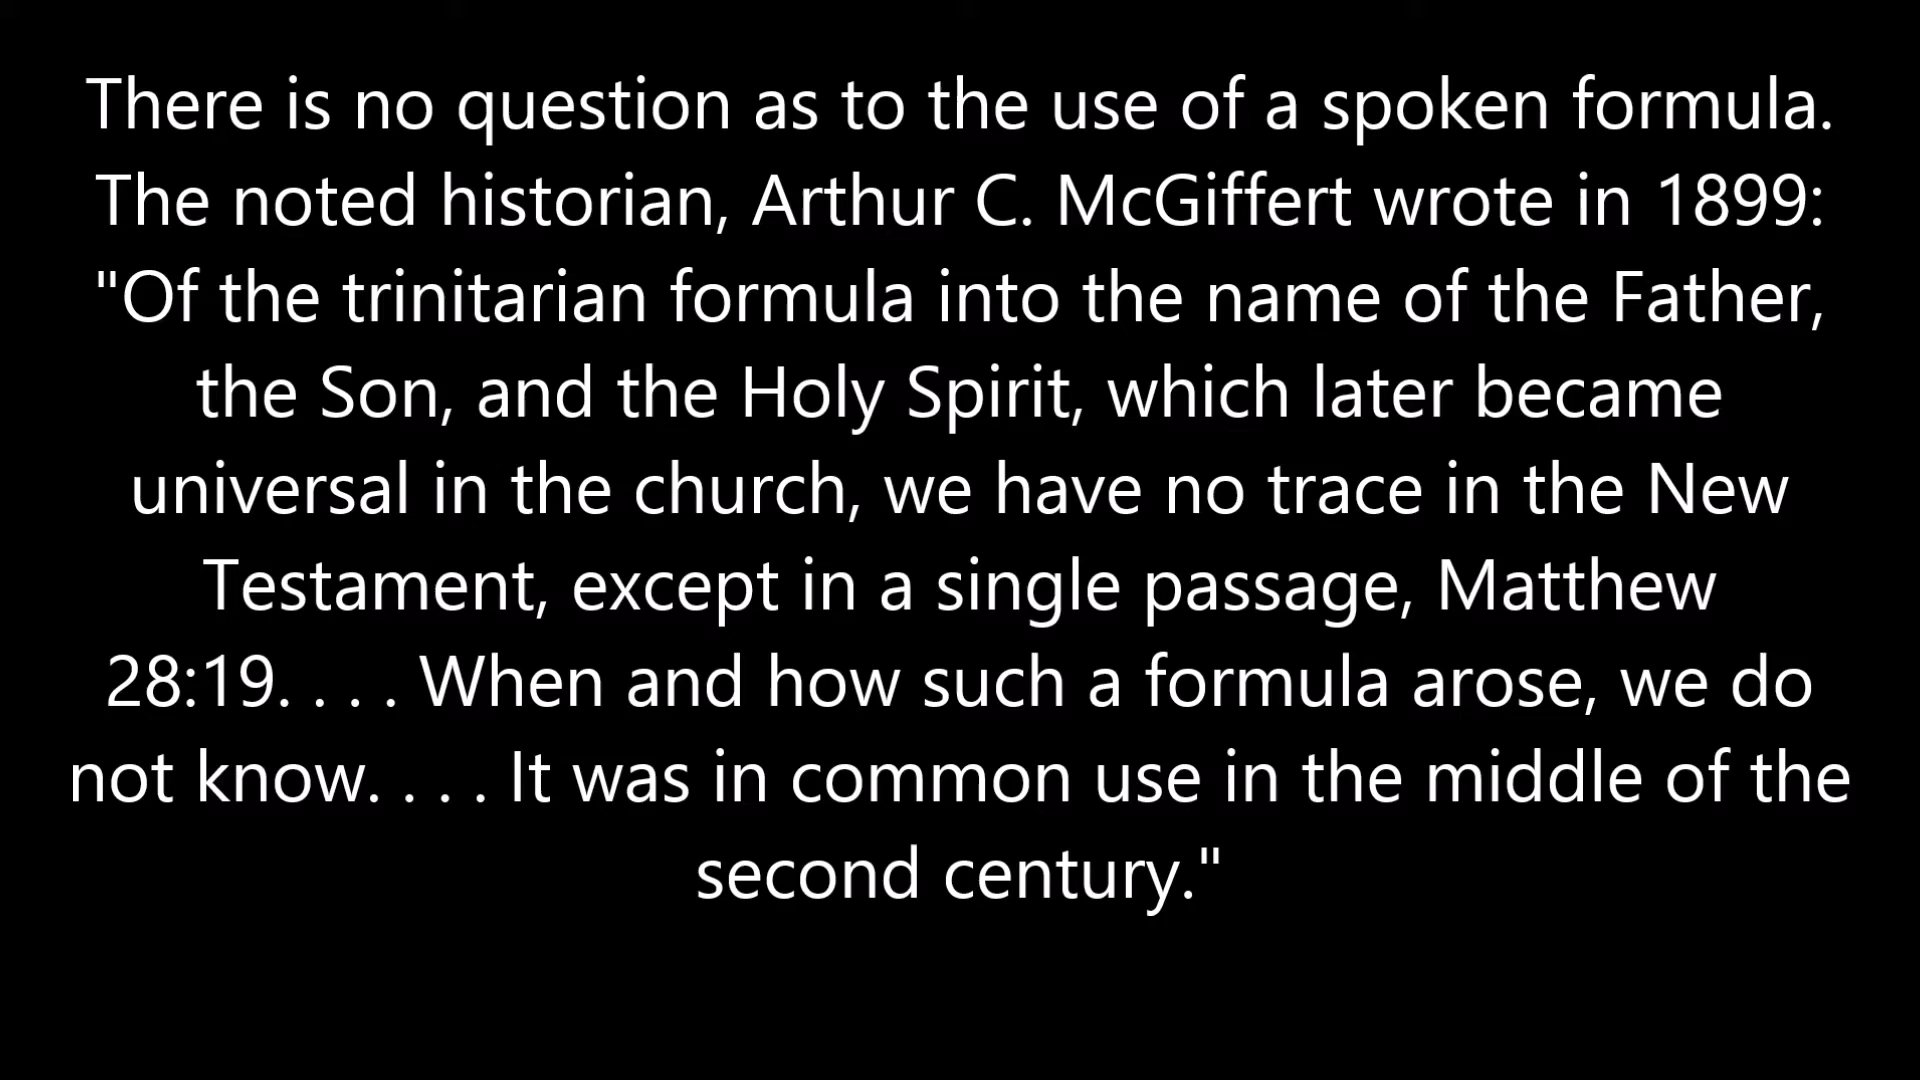 There is no question as to the use of a spoken formula.
The noted historian, Arthur C. McGiffert wrote in 1899:
"Of the trinitarian formula into the name of the Father,
the Son, and the Holy Spirit, which later became
universal in the church, we have no trace in the New
Testament, except in a single passage, Matthew
28:19. . . . When and how such a formula arose, we do
not know. . . . It was in common use in the middle of the
second century."